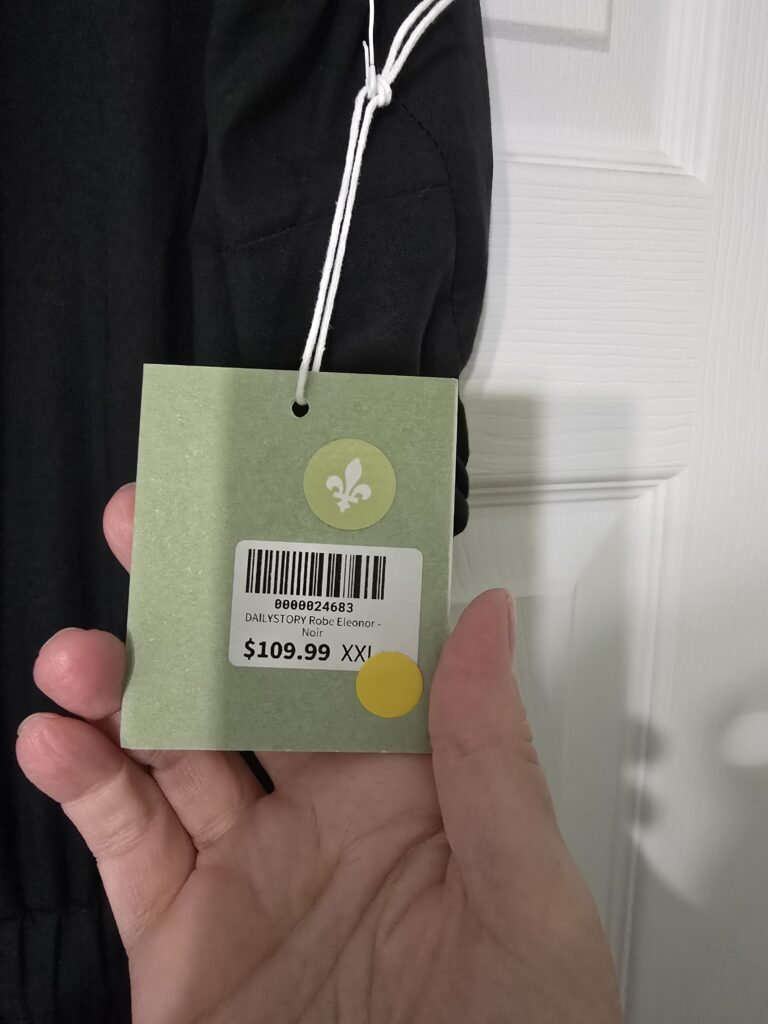 0000024683
DAILYSTORY Robe Eleonor -
Noir
$109.99 XXL